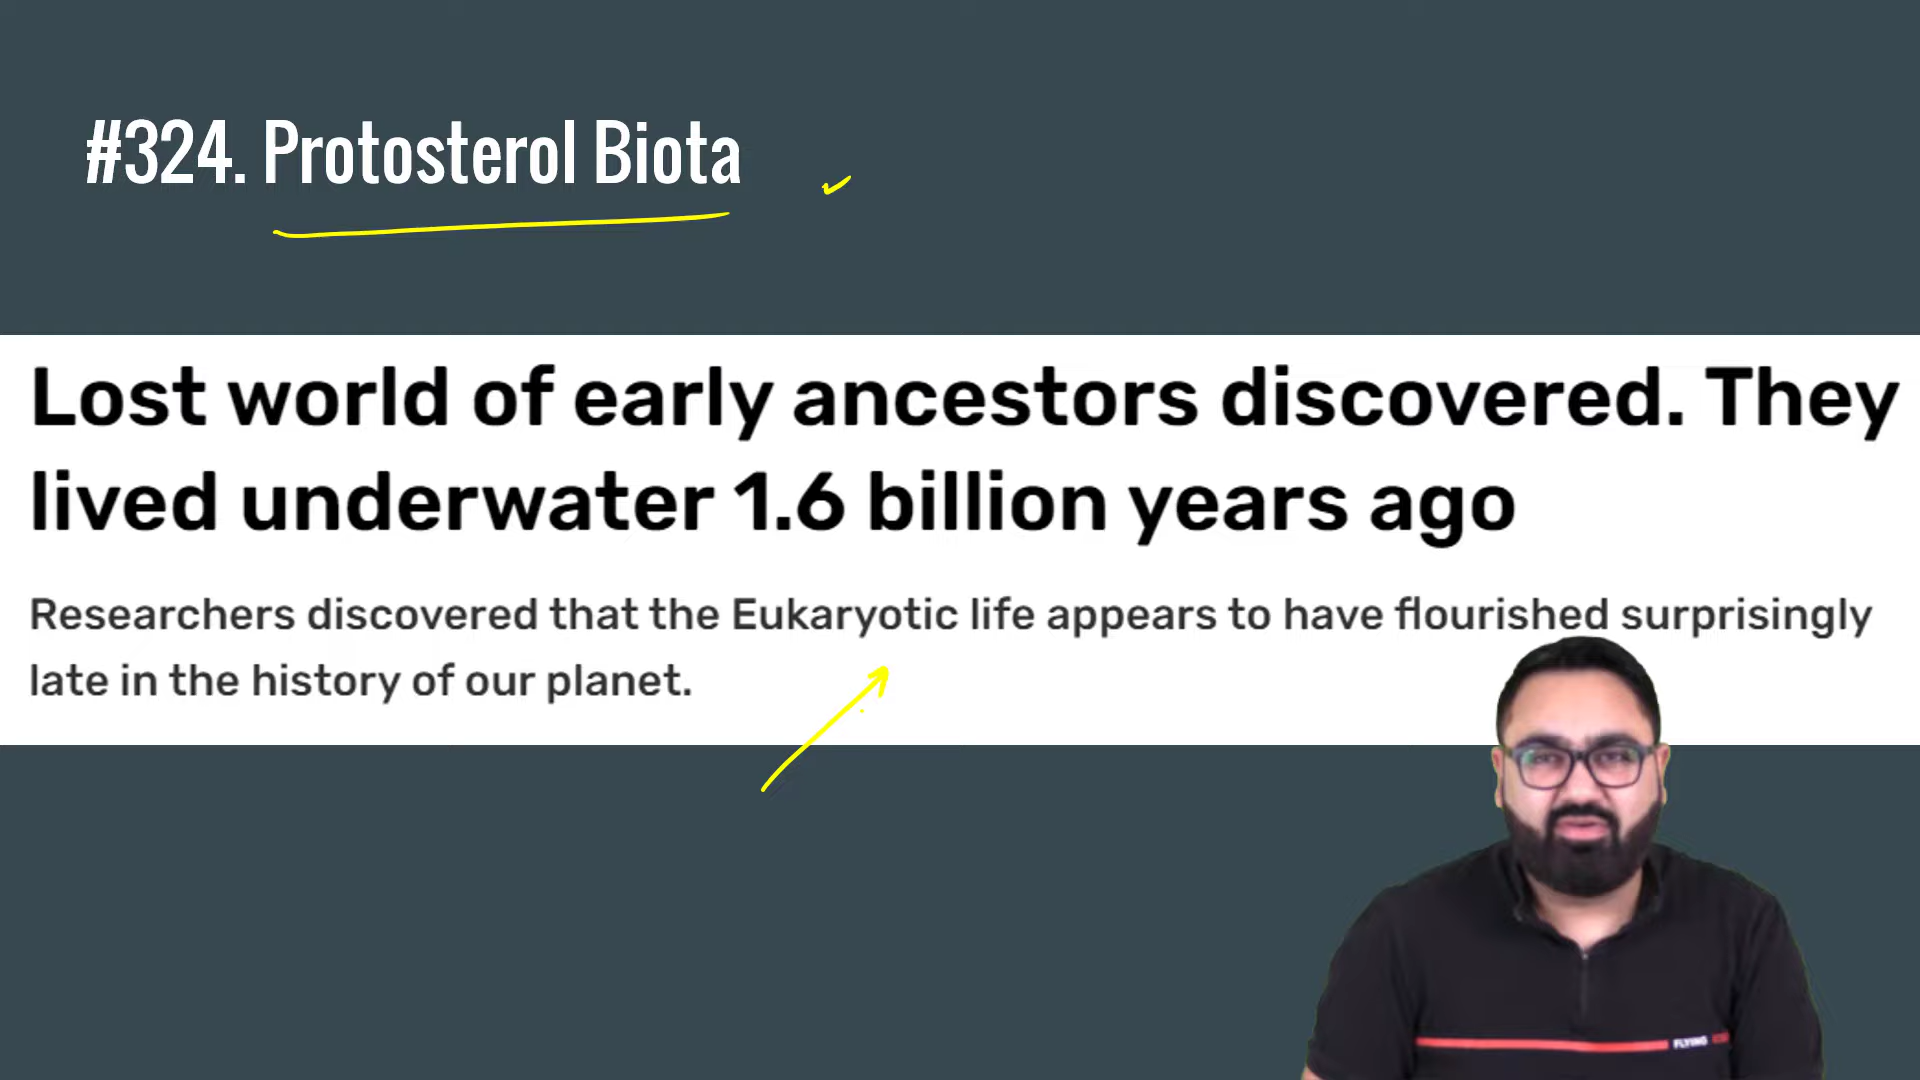 #324. Protosterol Biota
Lost world of early ancestors discovered. They
lived underwater 1.6 billion years ago
Researchers discovered that the Eukaryotic life appears to have flourished surprisingly
late in the history of our planet.
FLYING